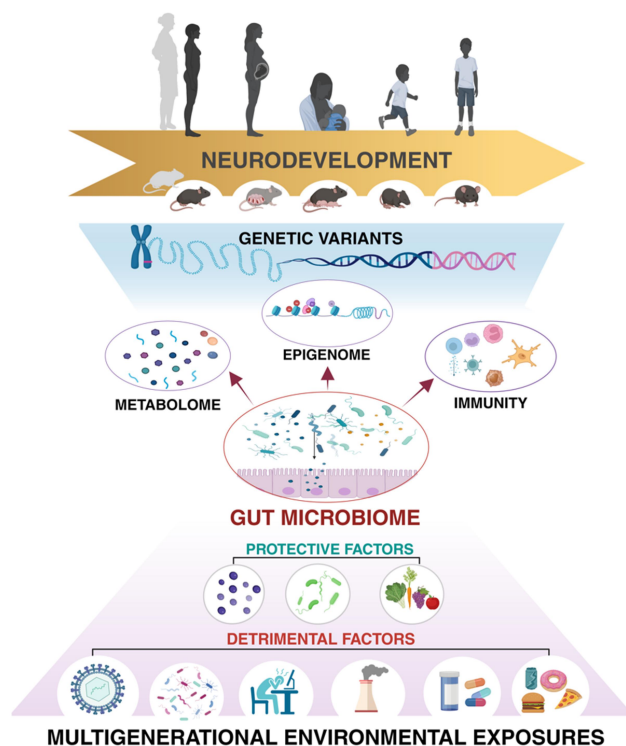 NEURODEVELOPMENT
GENETIC VARIANTS
EPIGENOME
METABOLOME
IMMUNITY
GUT MICROBIOME
PROTECTIVE FACTORS
DETRIMENTAL FACTORS
MULTIGENERATIONAL ENVIRONMENTAL EXPOSURES